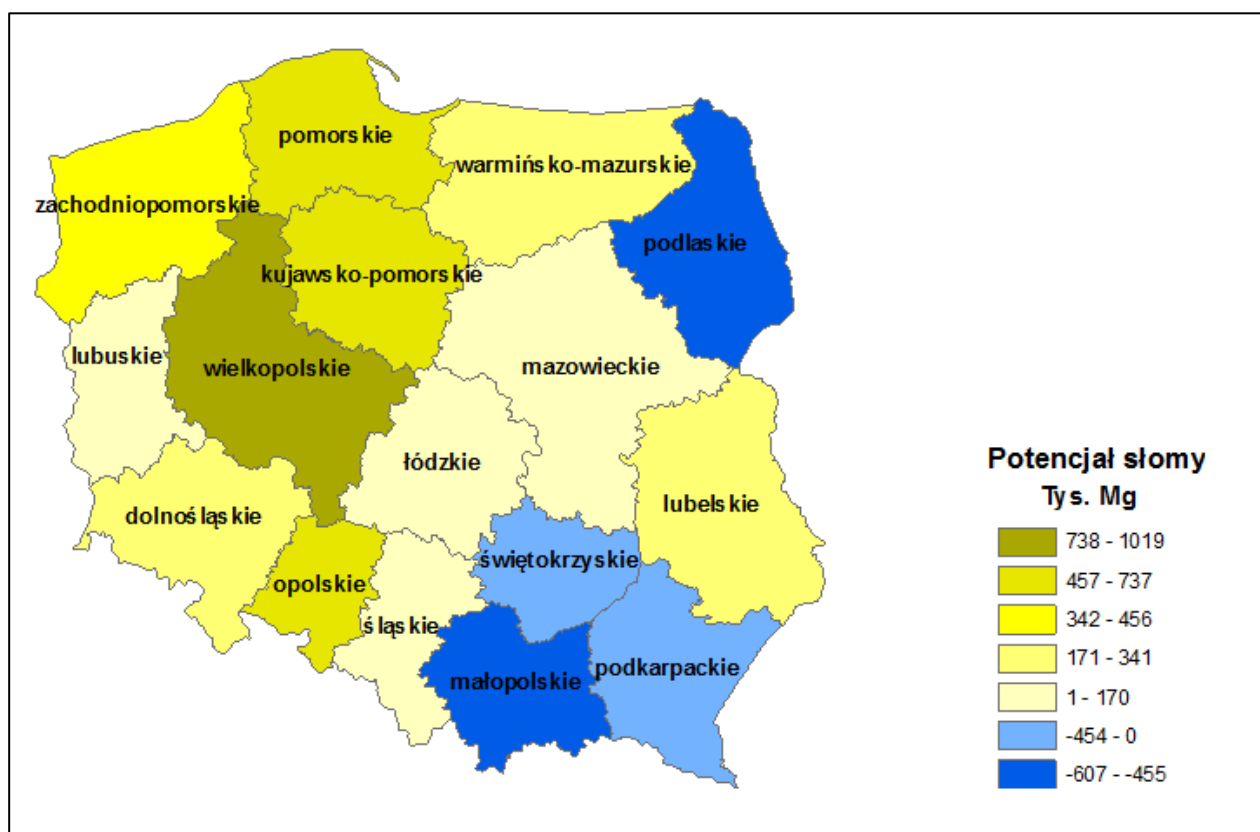 pomorskie
warmińsko-mazurskie
zachodniopomorskie
podlaskie
kujawsko-pomorskie
lubuskie
wielkopolskie
mazowieckie
łódzkie
lubelskie
dolnośląskie
świętokrzyskie
opolskie
śląskie
podkarpackie
małopolskie
Potencjał słomy
Tys. Mg
738 - 1019
457 - 737
342 - 456
171 - 341
1 - 170
-454 - 0
-607 - -455